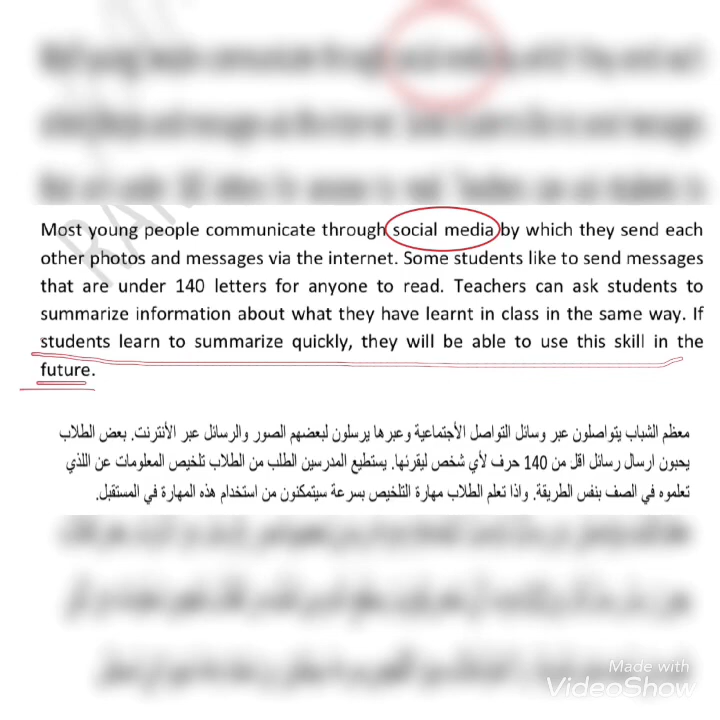 Most young people communicate through social media by which they send each
other photos and messages via the internet. Some students like to send messages
that are under 140 letters for anyone to read. Teachers can ask students to
summarize information about what they have learnt in class in the same way. If
students learn to summarize quickly, they will be able to use this skill in the
future.
معظم الشباب يتواصلون عبر وسائل التواصل الأجتماعية وعبرها يرسلون لبعضهم الصور والرسائل عبر الأنترنت. بعض الطلاب
يحبون ارسال رسائل اقل من 140 حرف لأي شخص ليقرئها. يستطيع المدرسين الطلب من الطلاب تلخيص المعلومات عن اللذي
تعلموه في الصف بنفس الطريقة. واذا تعلم الطلاب مهارة التلخيص بسرعة سيتمكنون من استخدام هذه المهارة في المستقبل.
Made with
VideoShow